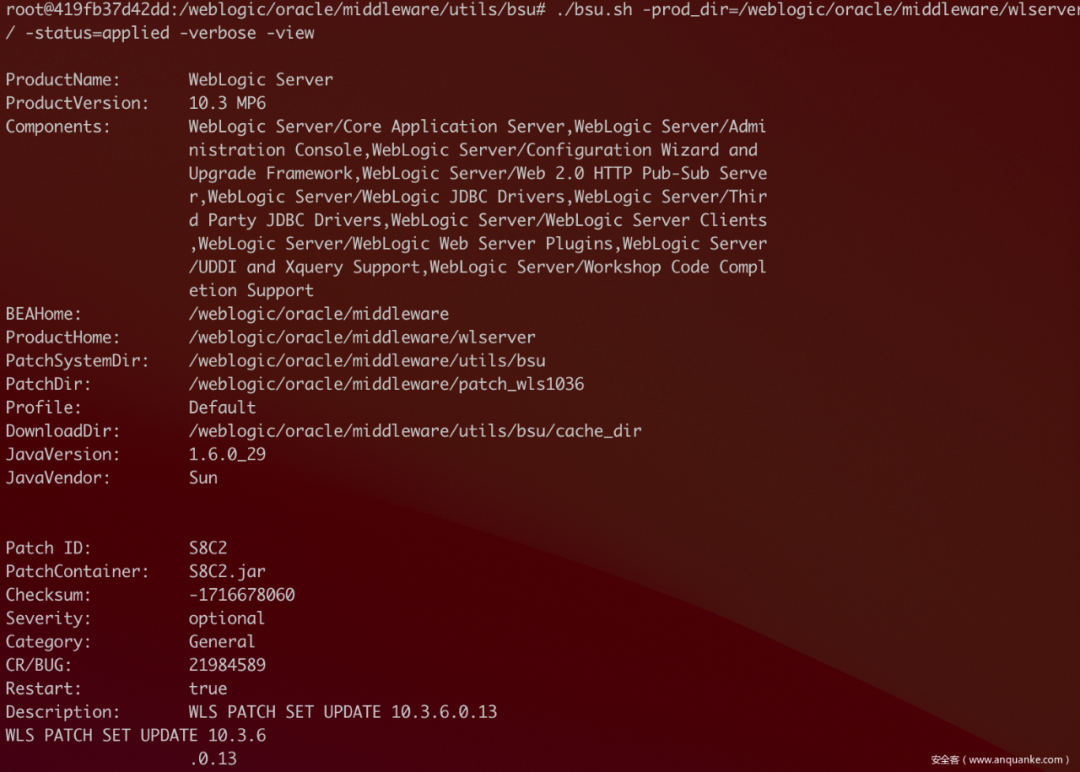 root@419fb37d42dd:/weblogic/oracle/middleware/utils/bsu# ./bsu.sh -prod_dir=/weblogic/oracle/middleware/wlserver
/ -status=applied -verbose -view
ProductName: WebLogic Server
ProductVersion: 10.3 MP6
Components: WebLogic Server/Core Application Server,WebLogic Server/Admi
nistration Console,WebLogic Server/Configuration Wizard and
Upgrade Framework,WebLogic Server/Web 2.0 HTTP Pub-Sub Serve
r,WebLogic Server/WebLogic JDBC Drivers,WebLogic Server/Thir
d Party JDBC Drivers,WebLogic Server/WebLogic Server Clients
,WebLogic Server/WebLogic Web Server Plugins,WebLogic Server
/UDDI and Xquery Support,WebLogic Server/Workshop Code Compl
etion Support
BEAHome: /weblogic/oracle/middleware
ProductHome: /weblogic/oracle/middleware/wlserver
PatchSystemDir: /weblogic/oracle/middleware/utils/bsu
PatchDir: /weblogic/oracle/middleware/patch_wls1036
Profile: Default
DownloadDir: /weblogic/oracle/middleware/utils/bsu/cache_dir
JavaVersion: 1.6.0_29
JavaVendor: Sun
Patch ID: S8C2
PatchContainer: S8C2.jar
Checksum: -1716678060
Severity: optional
Category: General
CR/BUG: 21984589
Restart: true
Description: WLS PATCH SET UPDATE 10.3.6.0.13
WLS PATCH SET UPDATE 10.3.6
.0.13
安全客（www.anquanke.com）